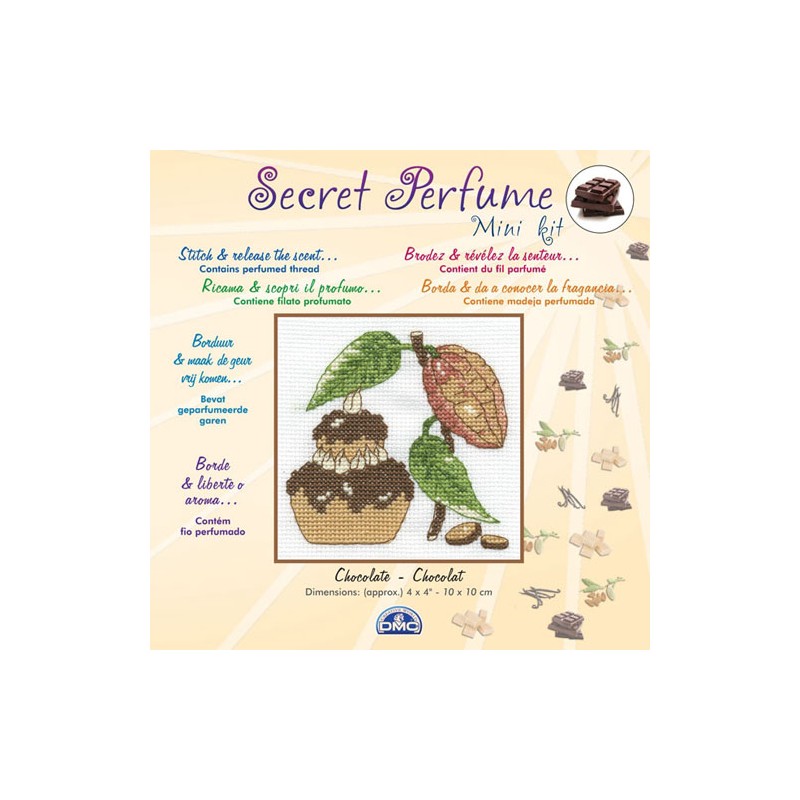 Secret Perfume
Mini kit
Stitch & release the scent...
Contains perfumed thread
Brodez & révélez la senteur...
Contient du fil parfumé
Ricama & scopri il profumo...
Contiene filato profumato
Borda & da a conocer la fragancia...
Contiene madeja perfumada
Borduur
& maak de geur
vrij komen...
Bevat
geparfumeerde
garen
Borde
& liberte o
aroma...
Contém
fio perfumado
Chocolate - Chocolat
Dimensions: (approx.) 4 x 4" - 10 x 10 cm
DMC